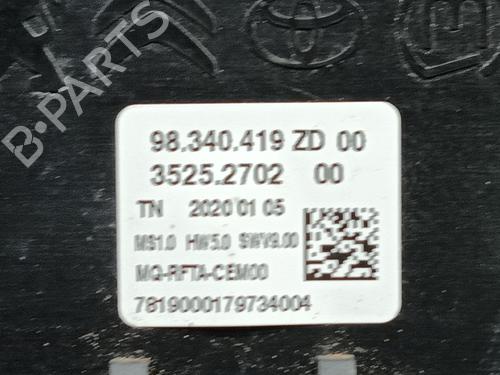 B-PARTS
98.340.419 ZD 00
3525.2702 00
TN 2020 01 05
MS1.0 HW5.0 SWV9.00
MQ-RFTA-CEM00
7819000179734004